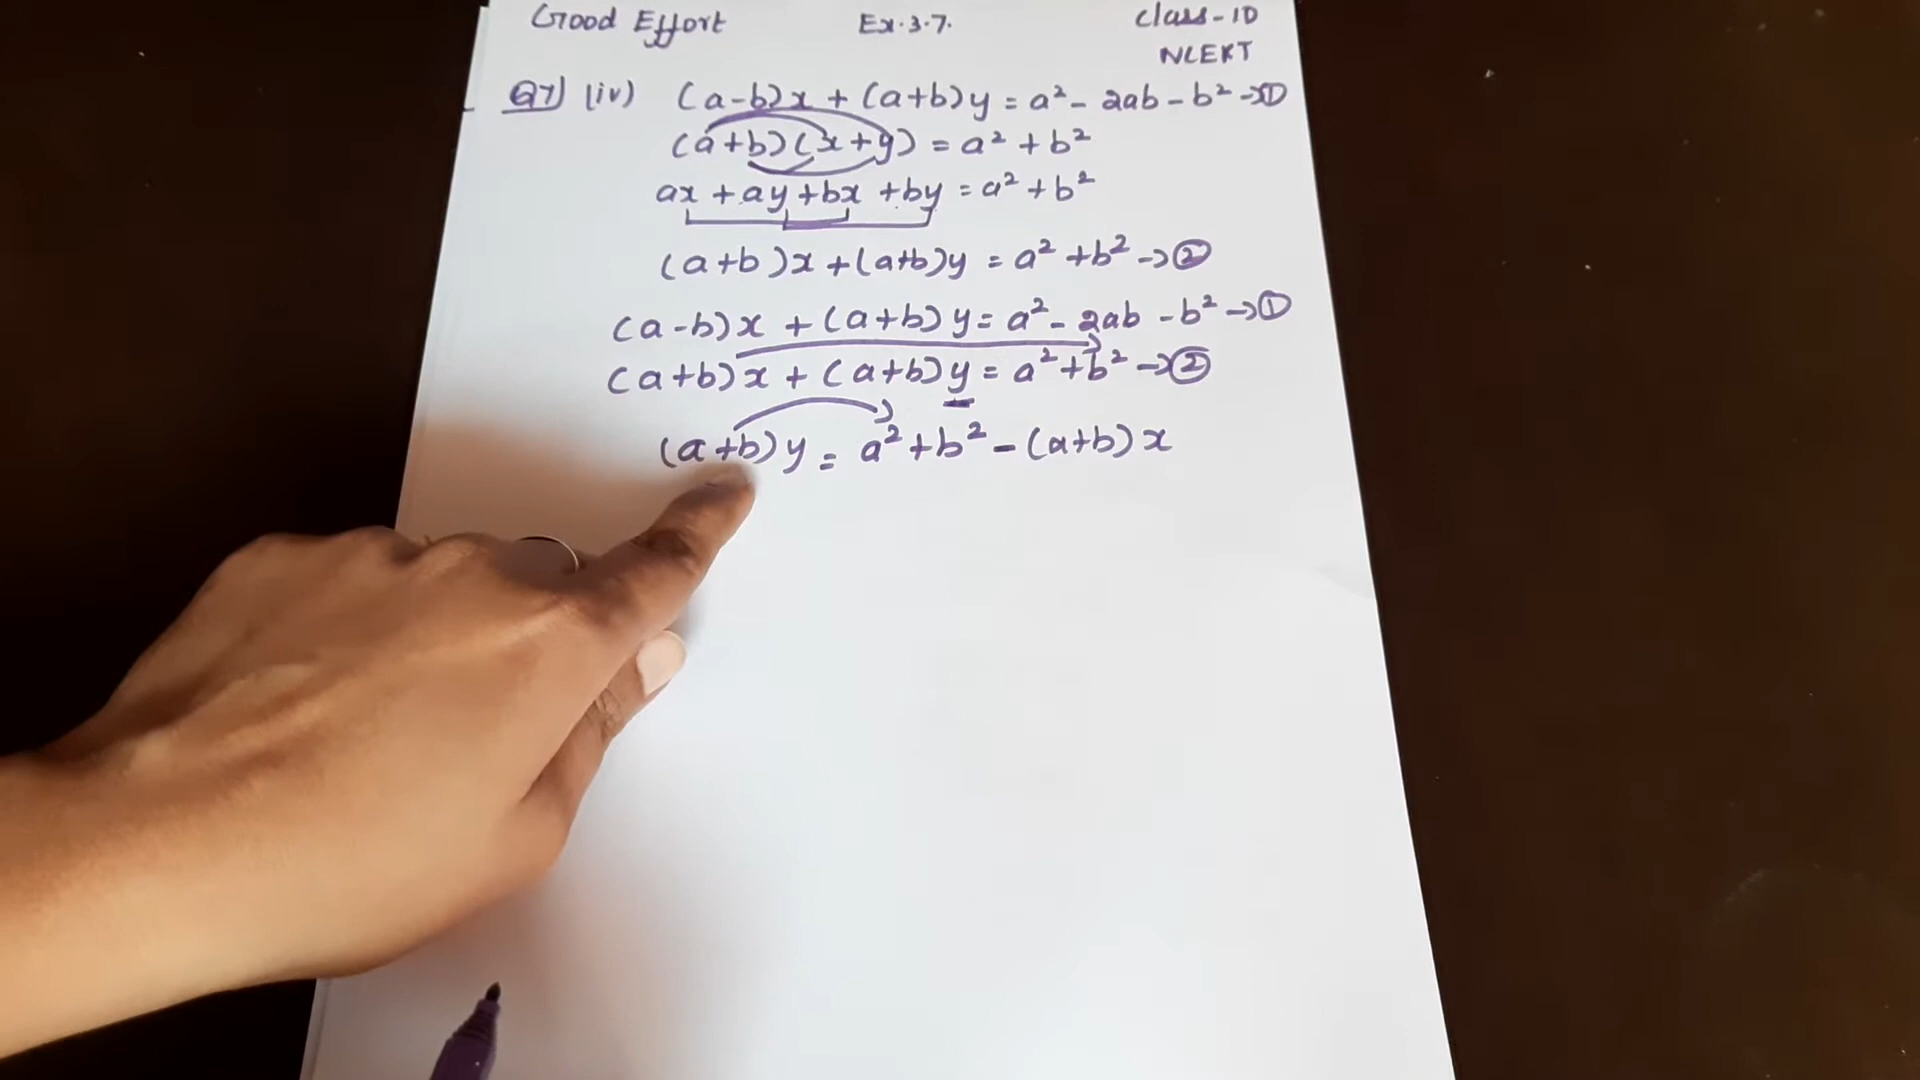 Good Effort Ex.3.7. Class-10
NCERT
Q7) (iv) (a-b)x + (a+b)y = a² - 2ab - b² → ①
(a+b)(x+y) = a² + b²
ax + ay + bx + by = a² + b²
(a+b)x + (a+b)y = a² + b² → ②
(a-b)x + (a+b)y = a² - 2ab - b² → ①
(a+b)x + (a+b)y = a² + b² → ②
(a+b)y = a² + b² - (a+b)x